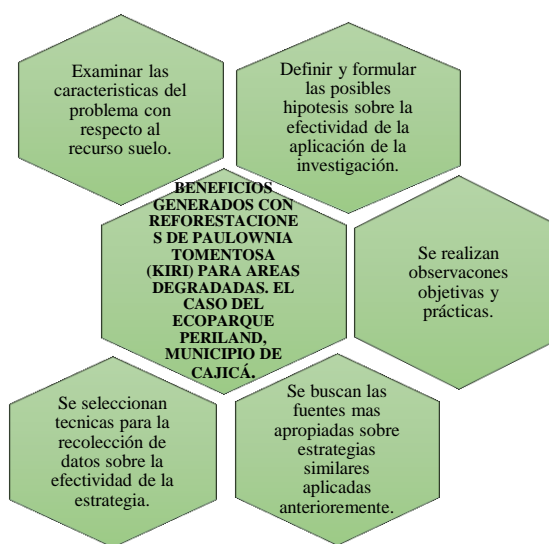 Examinar las
caracteristicas del
problema con
respecto al
recurso suelo.
Definir y formular
las posibles
hipotesis sobre la
efectividad de la
aplicación de la
investigación.
BENEFICIOS
GENERADOS CON
REFORESTACIONE
S DE PAULOWNIA
TOMENTOSA
(KIRI) PARA AREAS
DEGRADADAS. EL
CASO DEL
ECOPARQUE
PERILAND,
MUNICIPIO DE
CAJICÁ.
Se realizan
observacones
objetivas y
prácticas.
Se seleccionan
tecnicas para la
recolección de
datos sobre la
efectividad de la
estrategia.
Se buscan las
fuentes mas
apropiadas sobre
estrategias
similares
aplicadas
anterioremente.